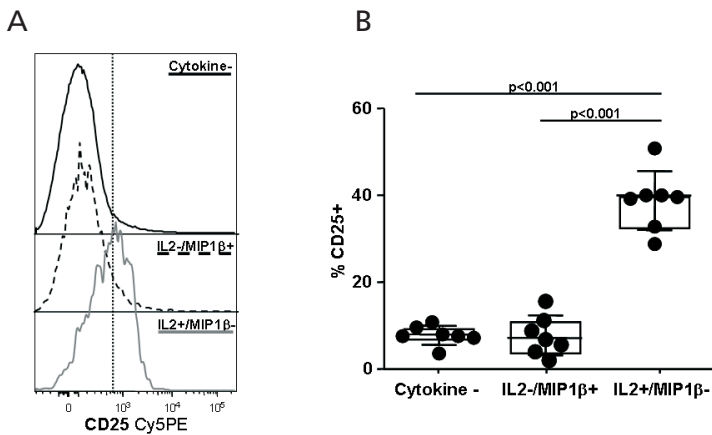 A
Cytokine-
IL2-/MIP1β+
IL2+/MIP1β-
0 10³ 10⁴ 10⁵
CD25 Cy5PE
B
p<0.001
p<0.001
60
40
20
0
% CD25+
Cytokine - IL2-/MIP1β+ IL2+/MIP1β-